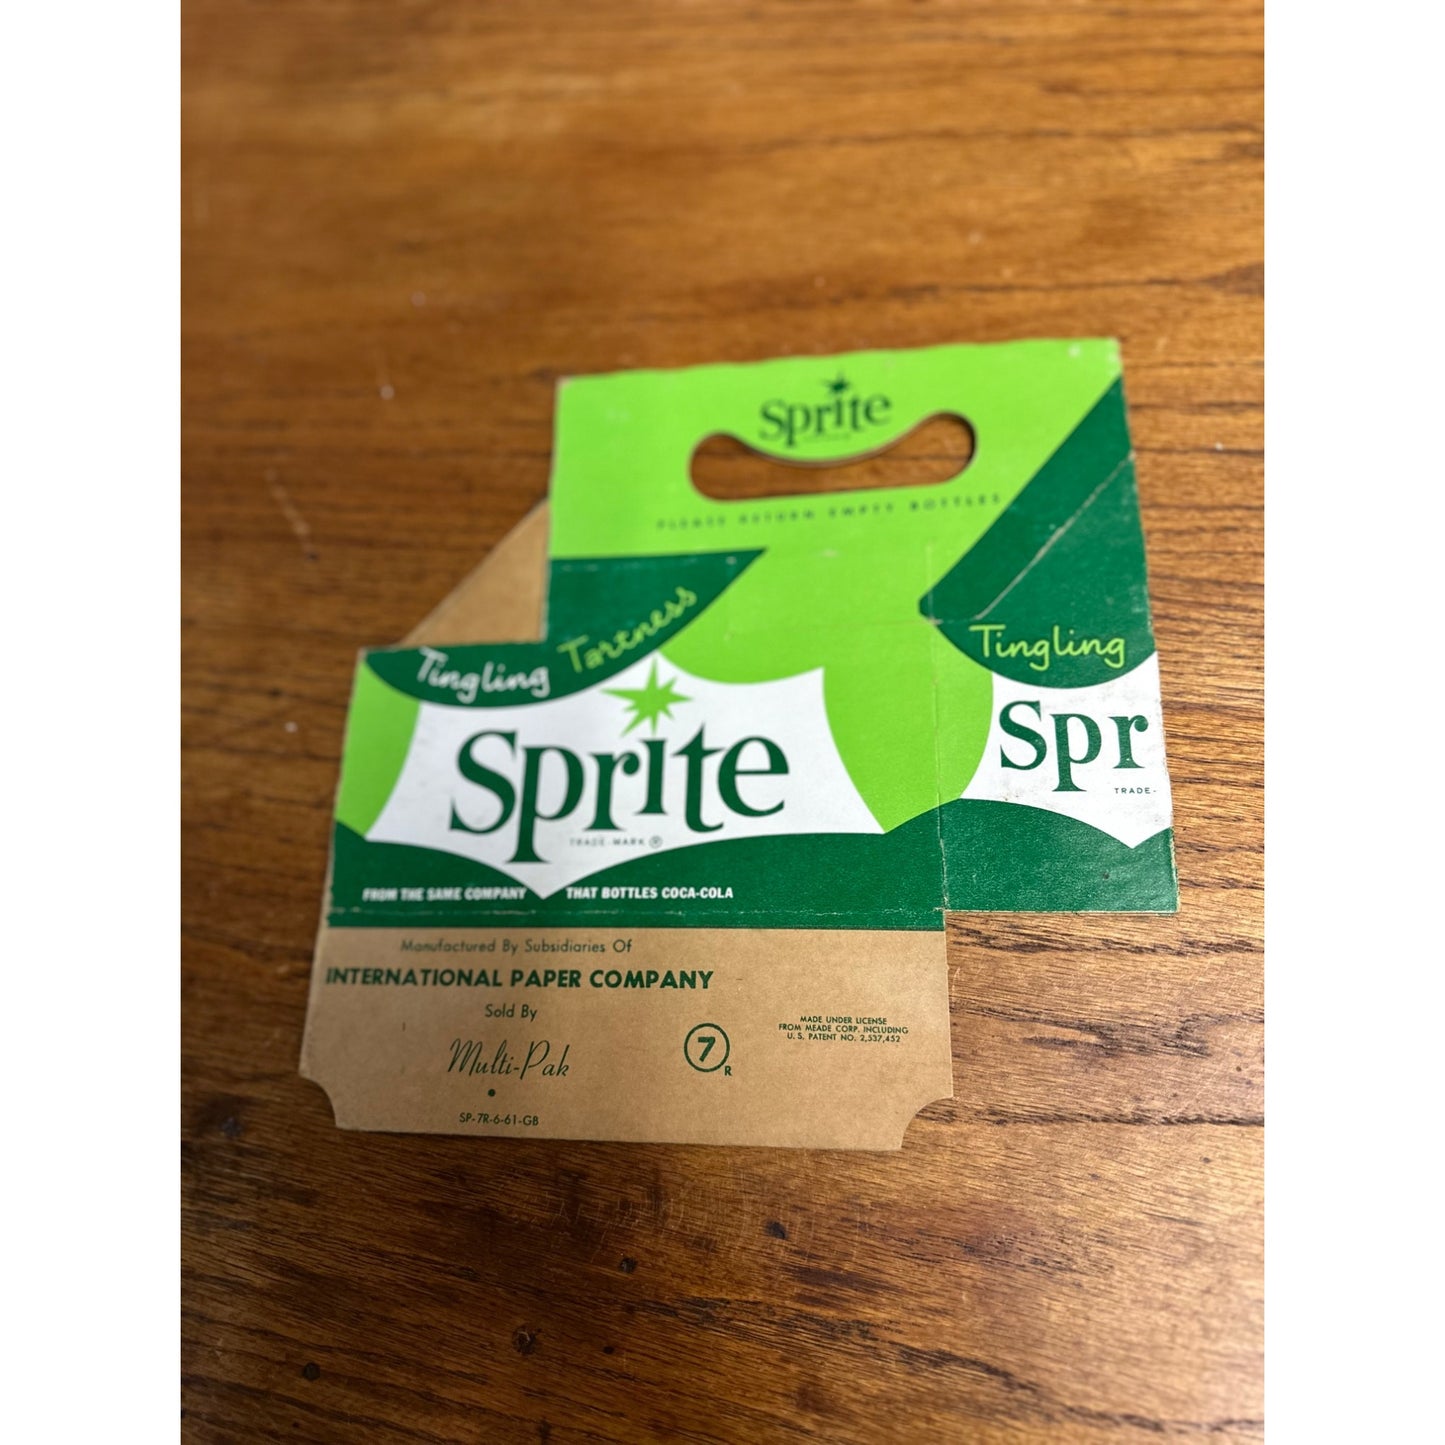 Sprite
PLEASE RETURN EMPTY BOTTLES
Tingling Tartness
Sprite
TRADE-MARK ®
FROM THE SAME COMPANY THAT BOTTLES COCA-COLA
Tingling
Spr
TRADE-
Manufactured By Subsidiaries Of
INTERNATIONAL PAPER COMPANY
Sold By
Multi-Pak
SP-7R-6-61-GB
7
R
MADE UNDER LICENSE
FROM MEADE CORP. INCLUDING
U. S. PATENT NO. 2,537,452